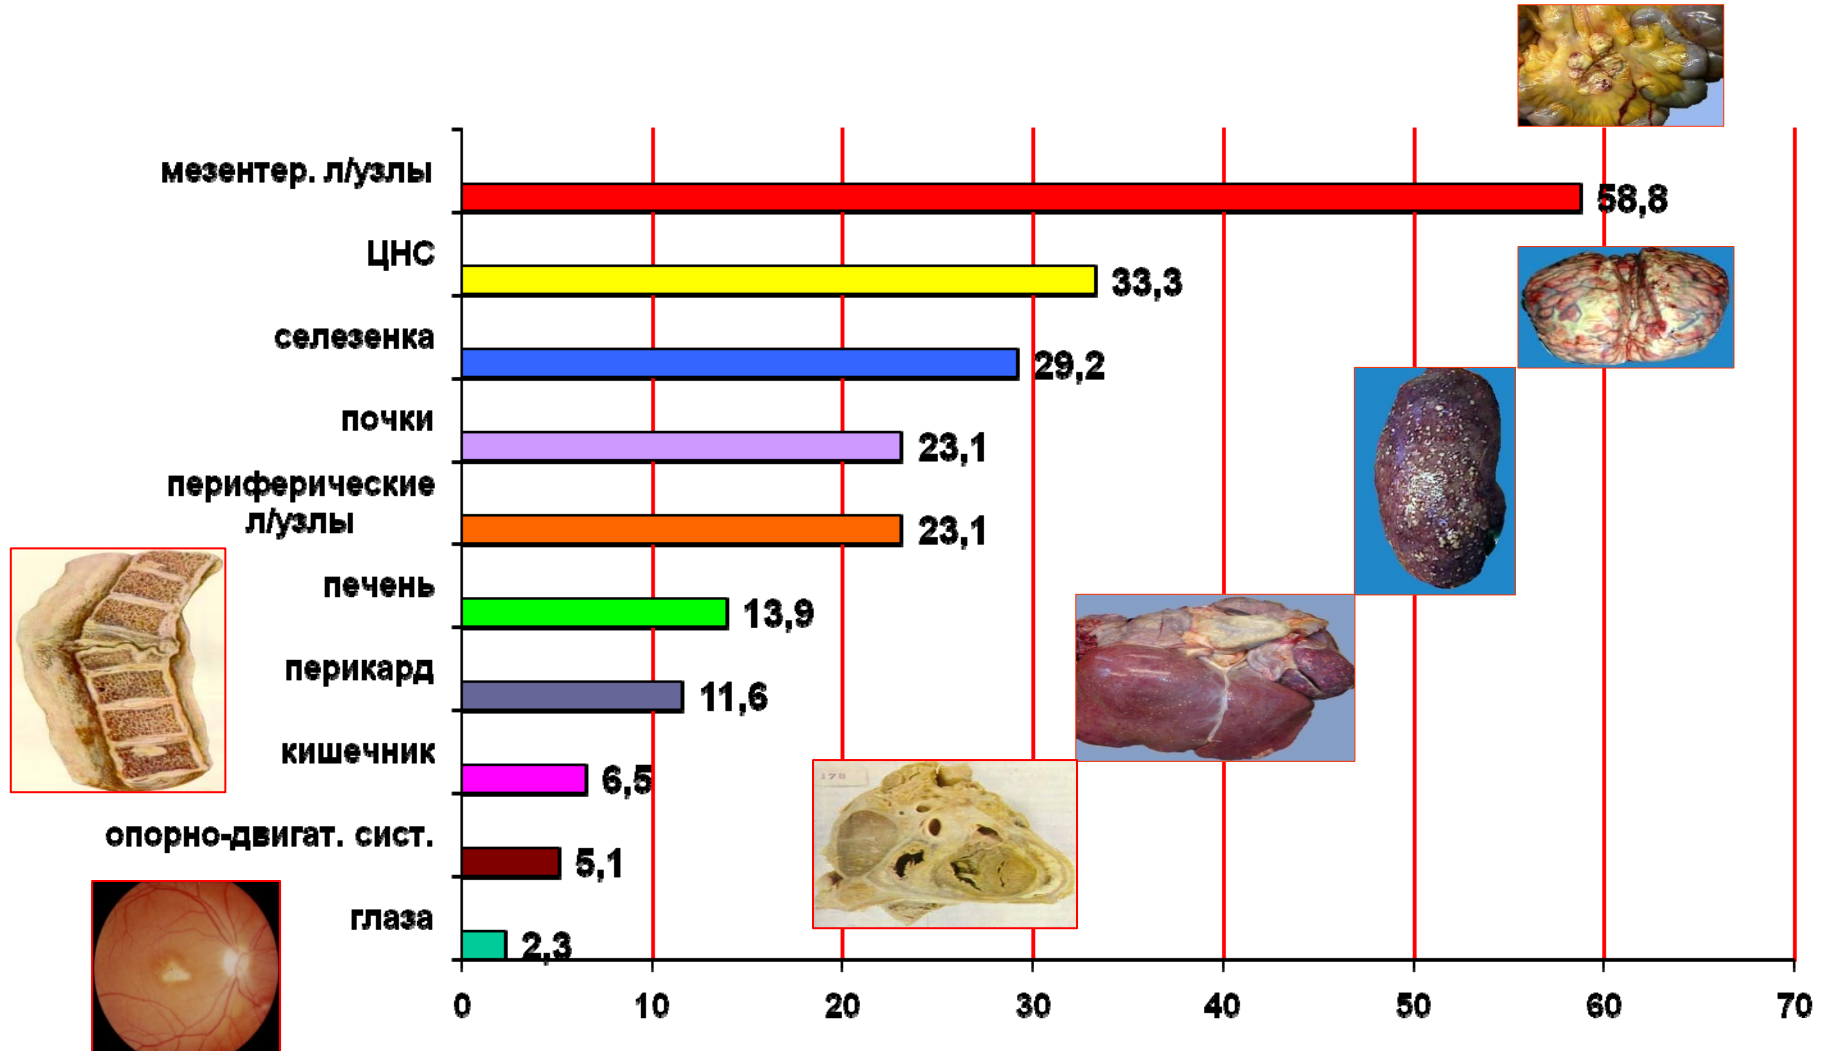 мезентер. л/узлы
58,8
ЦНС
33,3
селезенка
29,2
почки
23,1
периферические
л/узлы
23,1
печень
13,9
перикард
11,6
кишечник
6,5
опорно-двигат. сист.
5,1
глаза
2,3
178
0 10 20 30 40 50 60 70